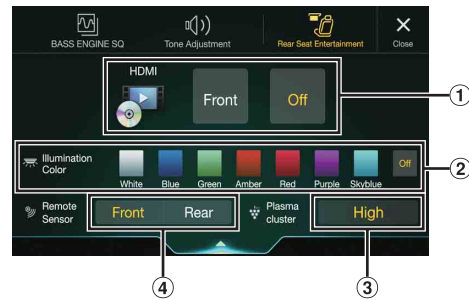 BASS ENGINE SQ
Tone Adjustment
Rear Seat Entertainment
Close
HDMI
Front
Off
1
Illumination
Color
White
Blue
Green
Amber
Red
Purple
Skyblue
Off
2
Remote
Sensor
Front
Rear
Plasma
cluster
High
4
3